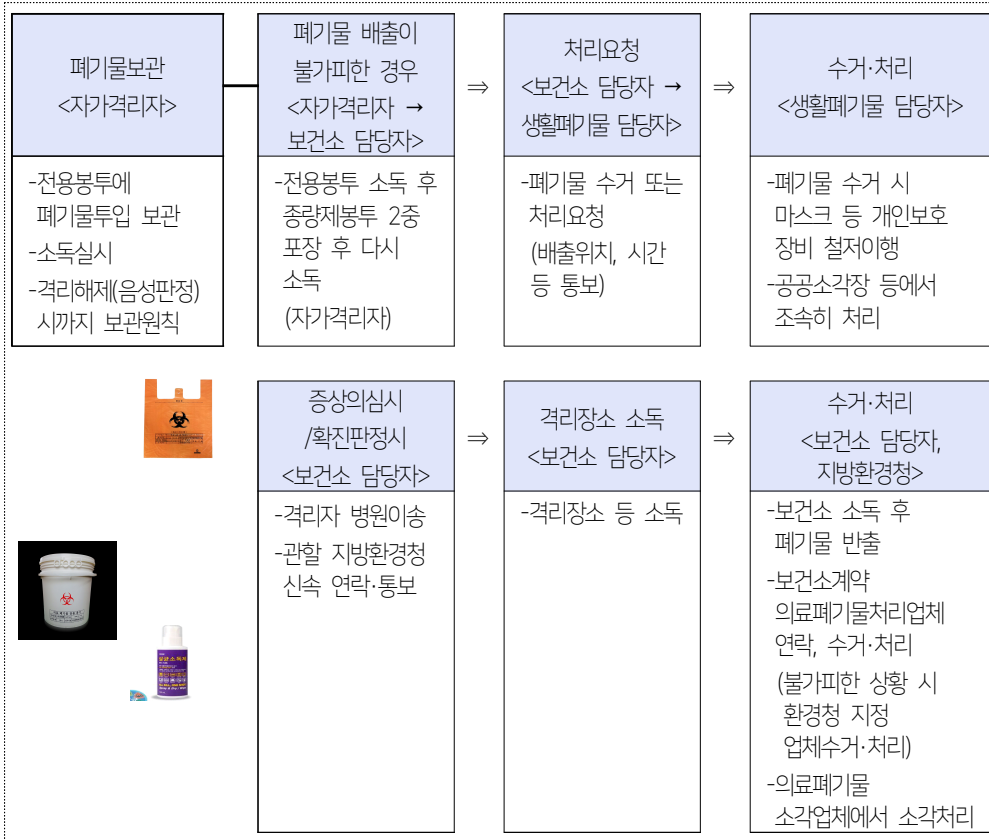 폐기물보관
<자가격리자>
-전용봉투에
폐기물투입 보관
-소독실시
-격리해제(음성판정)
시까지 보관원칙
폐기물 배출이
불가피한 경우
<자가격리자 →
보건소 담당자>
-전용봉투 소독 후
종량제봉투 2중
포장 후 다시
소독
(자가격리자)
⇒
처리요청
<보건소 담당자 →
생활폐기물 담당자>
-폐기물 수거 또는
처리요청
(배출위치, 시간
등 통보)
⇒
수거·처리
<생활폐기물 담당자>
-폐기물 수거 시
마스크 등 개인보호
장비 철저이행
-공공소각장 등에서
조속히 처리
증상의심시
/확진판정시
<보건소 담당자>
-격리자 병원이송
-관할 지방환경청
신속 연락·통보
⇒
격리장소 소독
<보건소 담당자>
-격리장소 등 소독
⇒
수거·처리
<보건소 담당자,
지방환경청>
-보건소 소독 후
폐기물 반출
-보건소계약
의료폐기물처리업체
연락, 수거·처리
(불가피한 상황 시
환경청 지정
업체수거·처리)
-의료폐기물
소각업체에서 소각처리